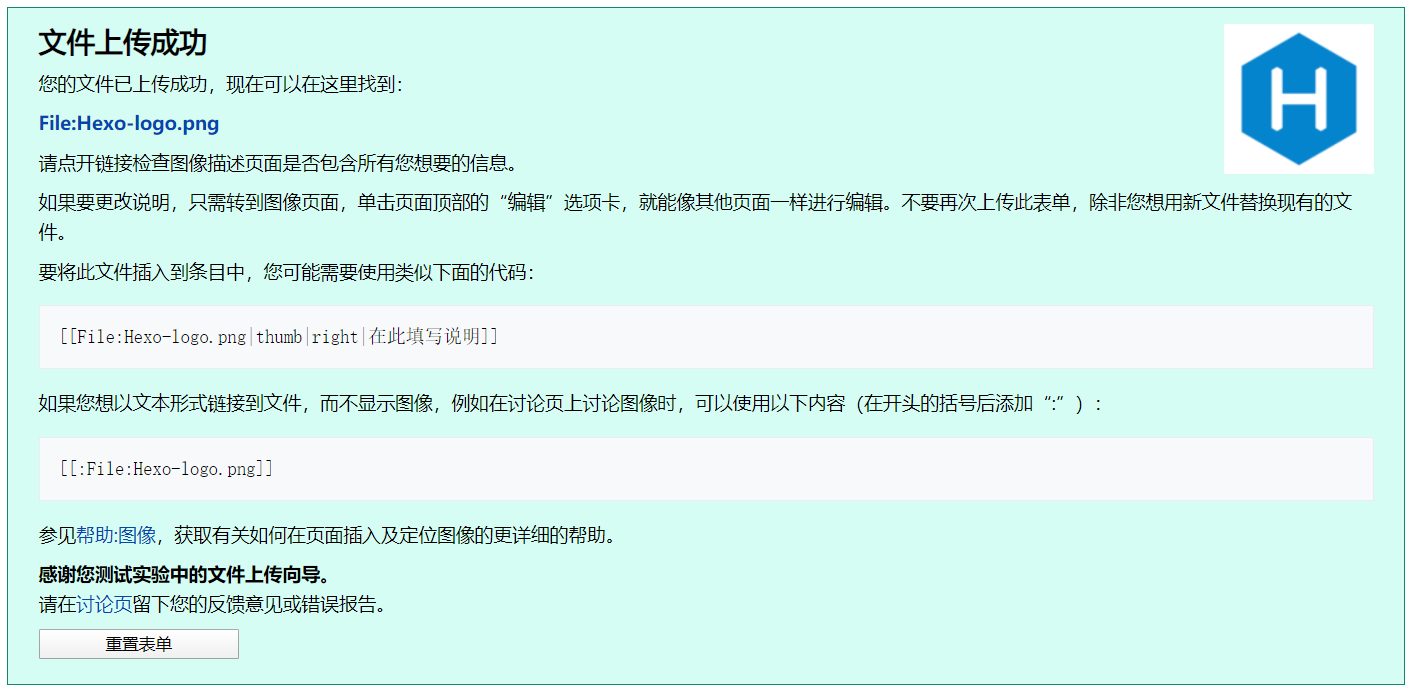 文件上传成功
您的文件已上传成功，现在可以在这里找到：
File:Hexo-logo.png
请点开链接检查图像描述页面是否包含所有您想要的信息。
如果要更改说明，只需转到图像页面，单击页面顶部的“编辑”选项卡，就能像其他页面一样进行编辑。不要再次上传此表单，除非您想用新文件替换现有的文
件。
要将此文件插入到条目中，您可能需要使用类似下面的代码：
[[File:Hexo-logo.png|thumb|right|在此填写说明]]
如果您想以文本形式链接到文件，而不显示图像，例如在讨论页上讨论图像时，可以使用以下内容（在开头的括号后添加“:”）：
[[:File:Hexo-logo.png]]
参见帮助:图像，获取有关如何在页面插入及定位图像的更详细的帮助。
感谢您测试实验中的文件上传向导。
请在讨论页留下您的反馈意见或错误报告。
重置表单
H